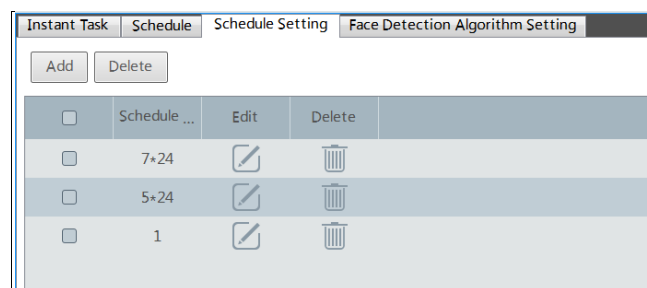 Instant Task Schedule Schedule Setting Face Detection Algorithm Setting
Add Delete
Schedule ... Edit Delete
7*24
5*24
1